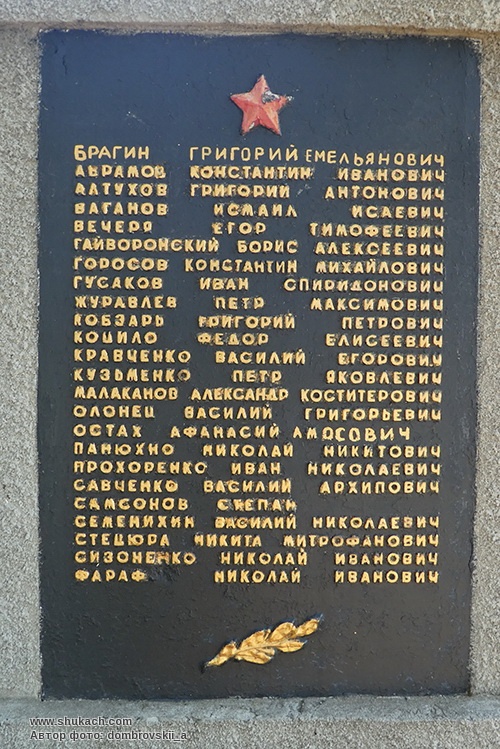 БРАГИН ГРИГОРИЙ ЕМЕЛЬЯНОВИЧ
АБРАМОВ КОНСТАНТИН ИВАНОВИЧ
АЛТУХОВ ГРИГОРИЙ АНТОНОВИЧ
ВАГАНОВ ИСМАИЛ ИСАЕВИЧ
ВЕЧЕРЯ ЕГОР ТИМОФЕЕВИЧ
ГАЙВОРОНСКИЙ БОРИС АЛЕКСЕЕВИЧ
ГОРОСОВ КОНСТАНТИН МИХАЙЛОВИЧ
ГУСАКОВ ИВАН СПИРИДОНОВИЧ
ЖУРАВЛЕВ ПЕТР МАКСИМОВИЧ
КОБЗАРЬ ГРИГОРИЙ ПЕТРОВИЧ
КОЦИЛО ФЕДОР ЕЛИСЕЕВИЧ
КРАВЧЕНКО ВАСИЛИЙ ЕГОРОВИЧ
КУЗЬМЕНКО ПЕТР ЯКОВЛЕВИЧ
МАЛАКАНОВ АЛЕКСАНДР КОСТИТЕРОВИЧ
ОЛОНЕЦ ВАСИЛИЙ ГРИГОРЬЕВИЧ
ОСТАХ АФАНАСИЙ АМОСОВИЧ
ПАНЮХНО НИКОЛАЙ НИКИТОВИЧ
ПРОХОРЕНКО ИВАН НИКОЛАЕВИЧ
САВЧЕНКО ВАСИЛИЙ АРХИПОВИЧ
САМСОНОВ СТЕПАН
СЕМЕНИХИН ВАСИЛИЙ НИКОЛАЕВИЧ
СТЕЦЮРА НИКИТА МИТРОФАНОВИЧ
СИЗОНЕНКО НИКОЛАЙ ИВАНОВИЧ
ФАРАФ НИКОЛАЙ ИВАНОВИЧ
www.shukach.com
Автор фото: dombrovskii_a